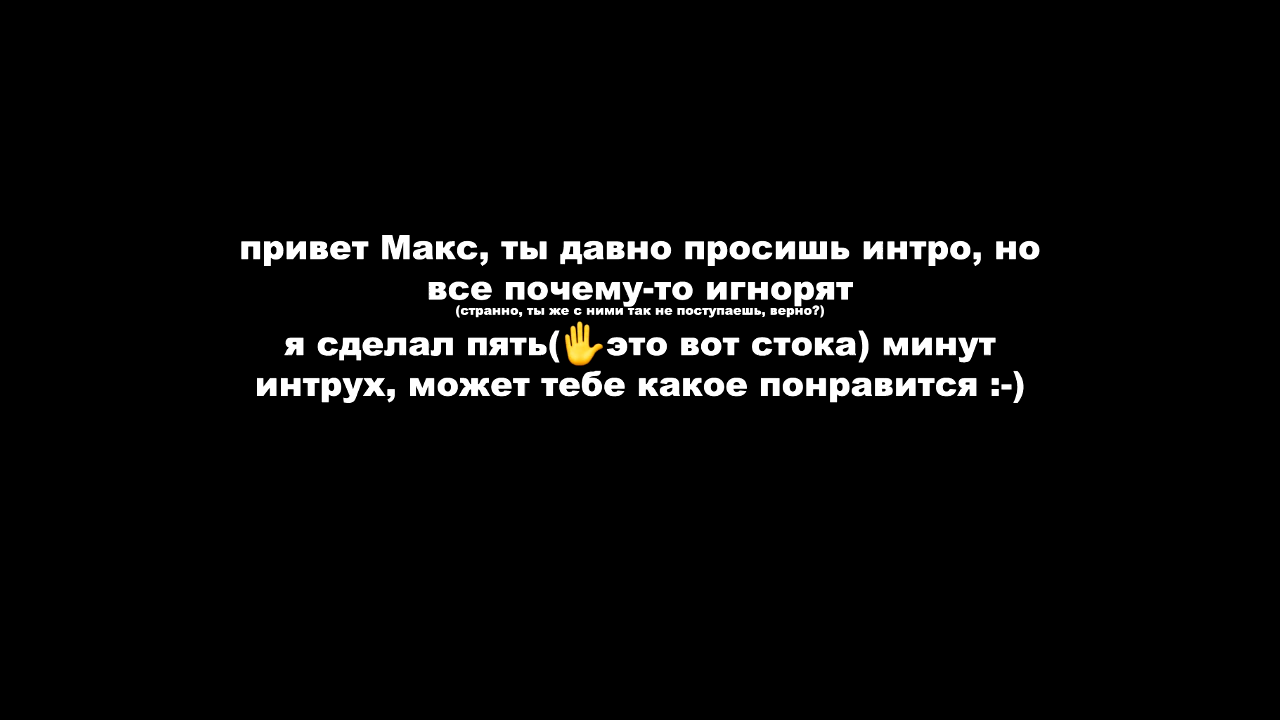 привет Макс, ты давно просишь интро, но
все почему-то игнорят
(странно, ты же с ними так не поступаешь, верно?)
я сделал пять(✋это вот стока) минут
интрух, может тебе какое понравится :-)